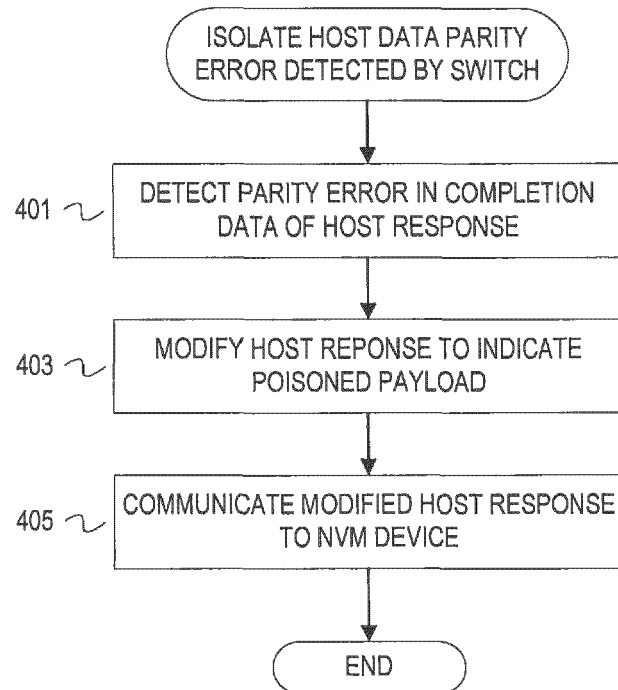 ISOLATE HOST DATA PARITY
ERROR DETECTED BY SWITCH
401
DETECT PARITY ERROR IN COMPLETION
DATA OF HOST RESPONSE
403
MODIFY HOST REPONSE TO INDICATE
POISONED PAYLOAD
405
COMMUNICATE MODIFIED HOST RESPONSE
TO NVM DEVICE
END